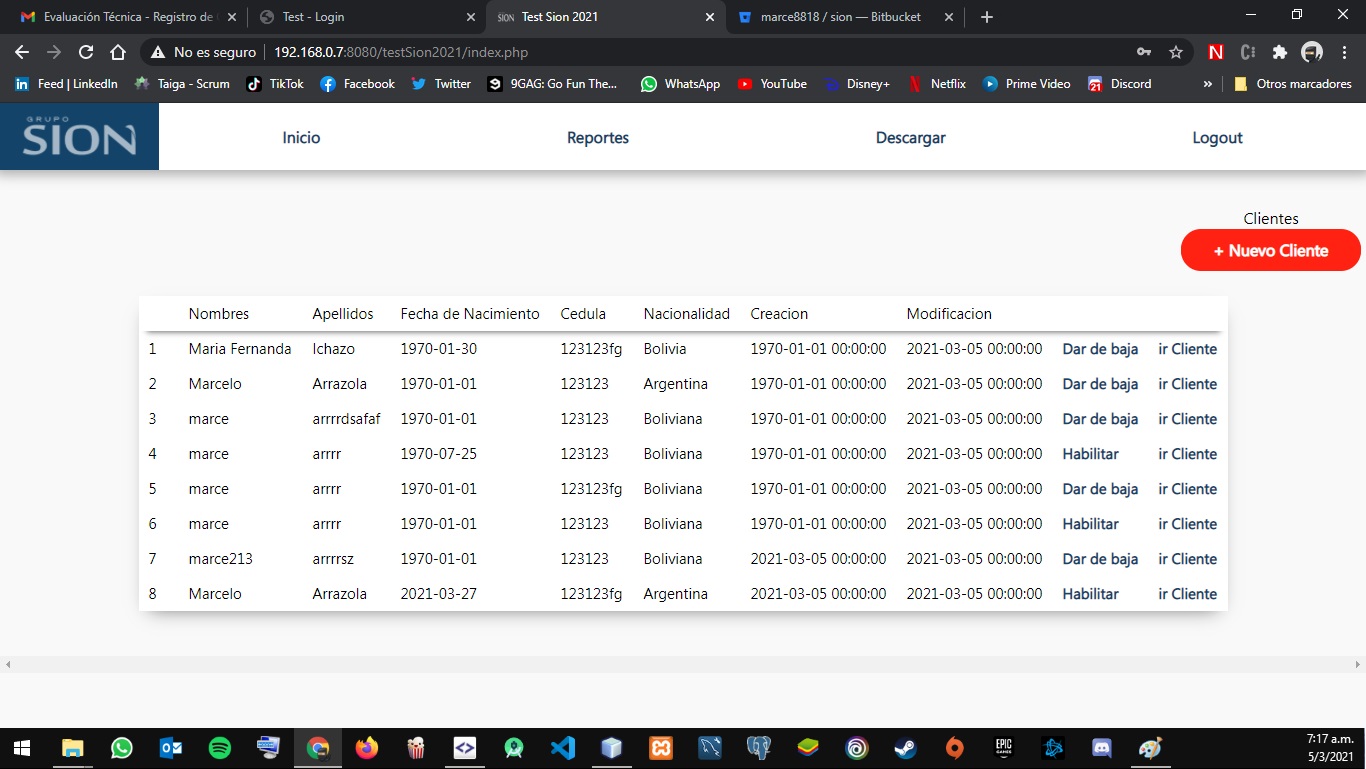 Evaluación Técnica - Registro de
Test - Login
SION Test Sion 2021
marce8818 / sion — Bitbucket
No es seguro 192.168.0.7:8080/testSion2021/index.php
N
in Feed | LinkedIn Taiga - Scrum TikTok Facebook Twitter 9 9GAG: Go Fun The... WhatsApp YouTube Disney+ Netflix Prime Video 21 Discord » Otros marcadores
GRUPO
SION
Inicio Reportes Descargar Logout
Clientes
+ Nuevo Cliente
Nombres Apellidos Fecha de Nacimiento Cedula Nacionalidad Creacion Modificacion
1 Maria Fernanda Ichazo 1970-01-30 123123fg Bolivia 1970-01-01 00:00:00 2021-03-05 00:00:00 Dar de baja ir Cliente
2 Marcelo Arrazola 1970-01-01 123123 Argentina 1970-01-01 00:00:00 2021-03-05 00:00:00 Dar de baja ir Cliente
3 marce arrrrdsafaf 1970-01-01 123123 Boliviana 1970-01-01 00:00:00 2021-03-05 00:00:00 Dar de baja ir Cliente
4 marce arrrr 1970-07-25 123123 Boliviana 1970-01-01 00:00:00 2021-03-05 00:00:00 Habilitar ir Cliente
5 marce arrrr 1970-01-01 123123fg Boliviana 1970-01-01 00:00:00 2021-03-05 00:00:00 Dar de baja ir Cliente
6 marce arrrr 1970-01-01 123123 Boliviana 1970-01-01 00:00:00 2021-03-05 00:00:00 Habilitar ir Cliente
7 marce213 arrrrsz 1970-01-01 123123 Boliviana 2021-03-05 00:00:00 2021-03-05 00:00:00 Dar de baja ir Cliente
8 Marcelo Arrazola 2021-03-27 123123fg Argentina 2021-03-05 00:00:00 2021-03-05 00:00:00 Habilitar ir Cliente
EPIC
GAMES
7:17 a.m.
5/3/2021